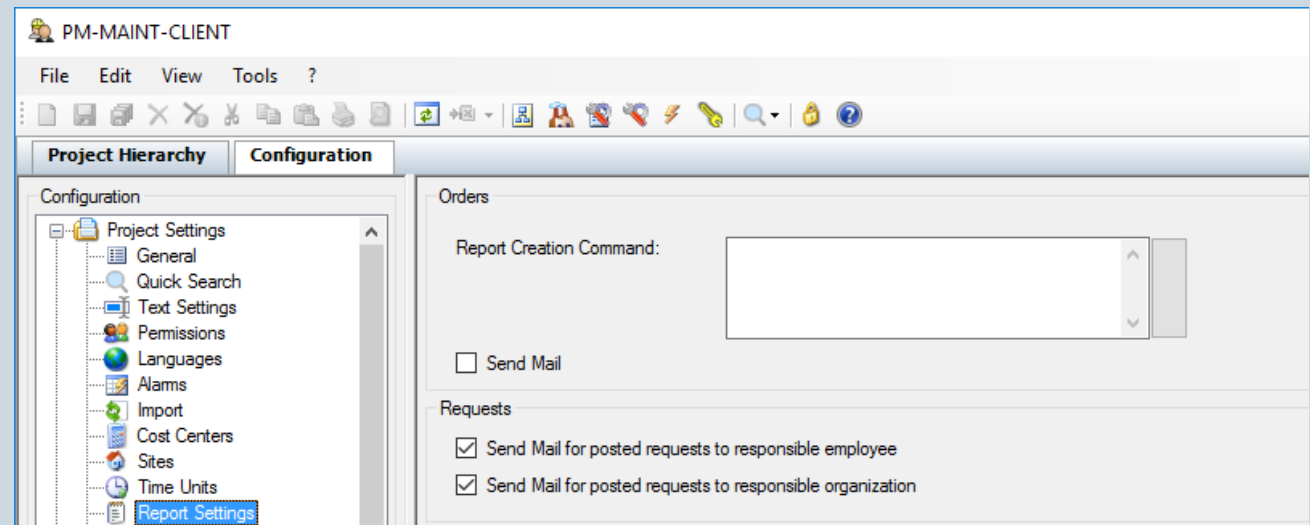 PM-MAINT-CLIENT
File Edit View Tools ?
Project Hierarchy Configuration
Configuration
Project Settings
General
Quick Search
Text Settings
Permissions
Languages
Alarms
Import
Cost Centers
Sites
Time Units
Report Settings
Orders
Report Creation Command:
Send Mail
Requests
Send Mail for posted requests to responsible employee
Send Mail for posted requests to responsible organization